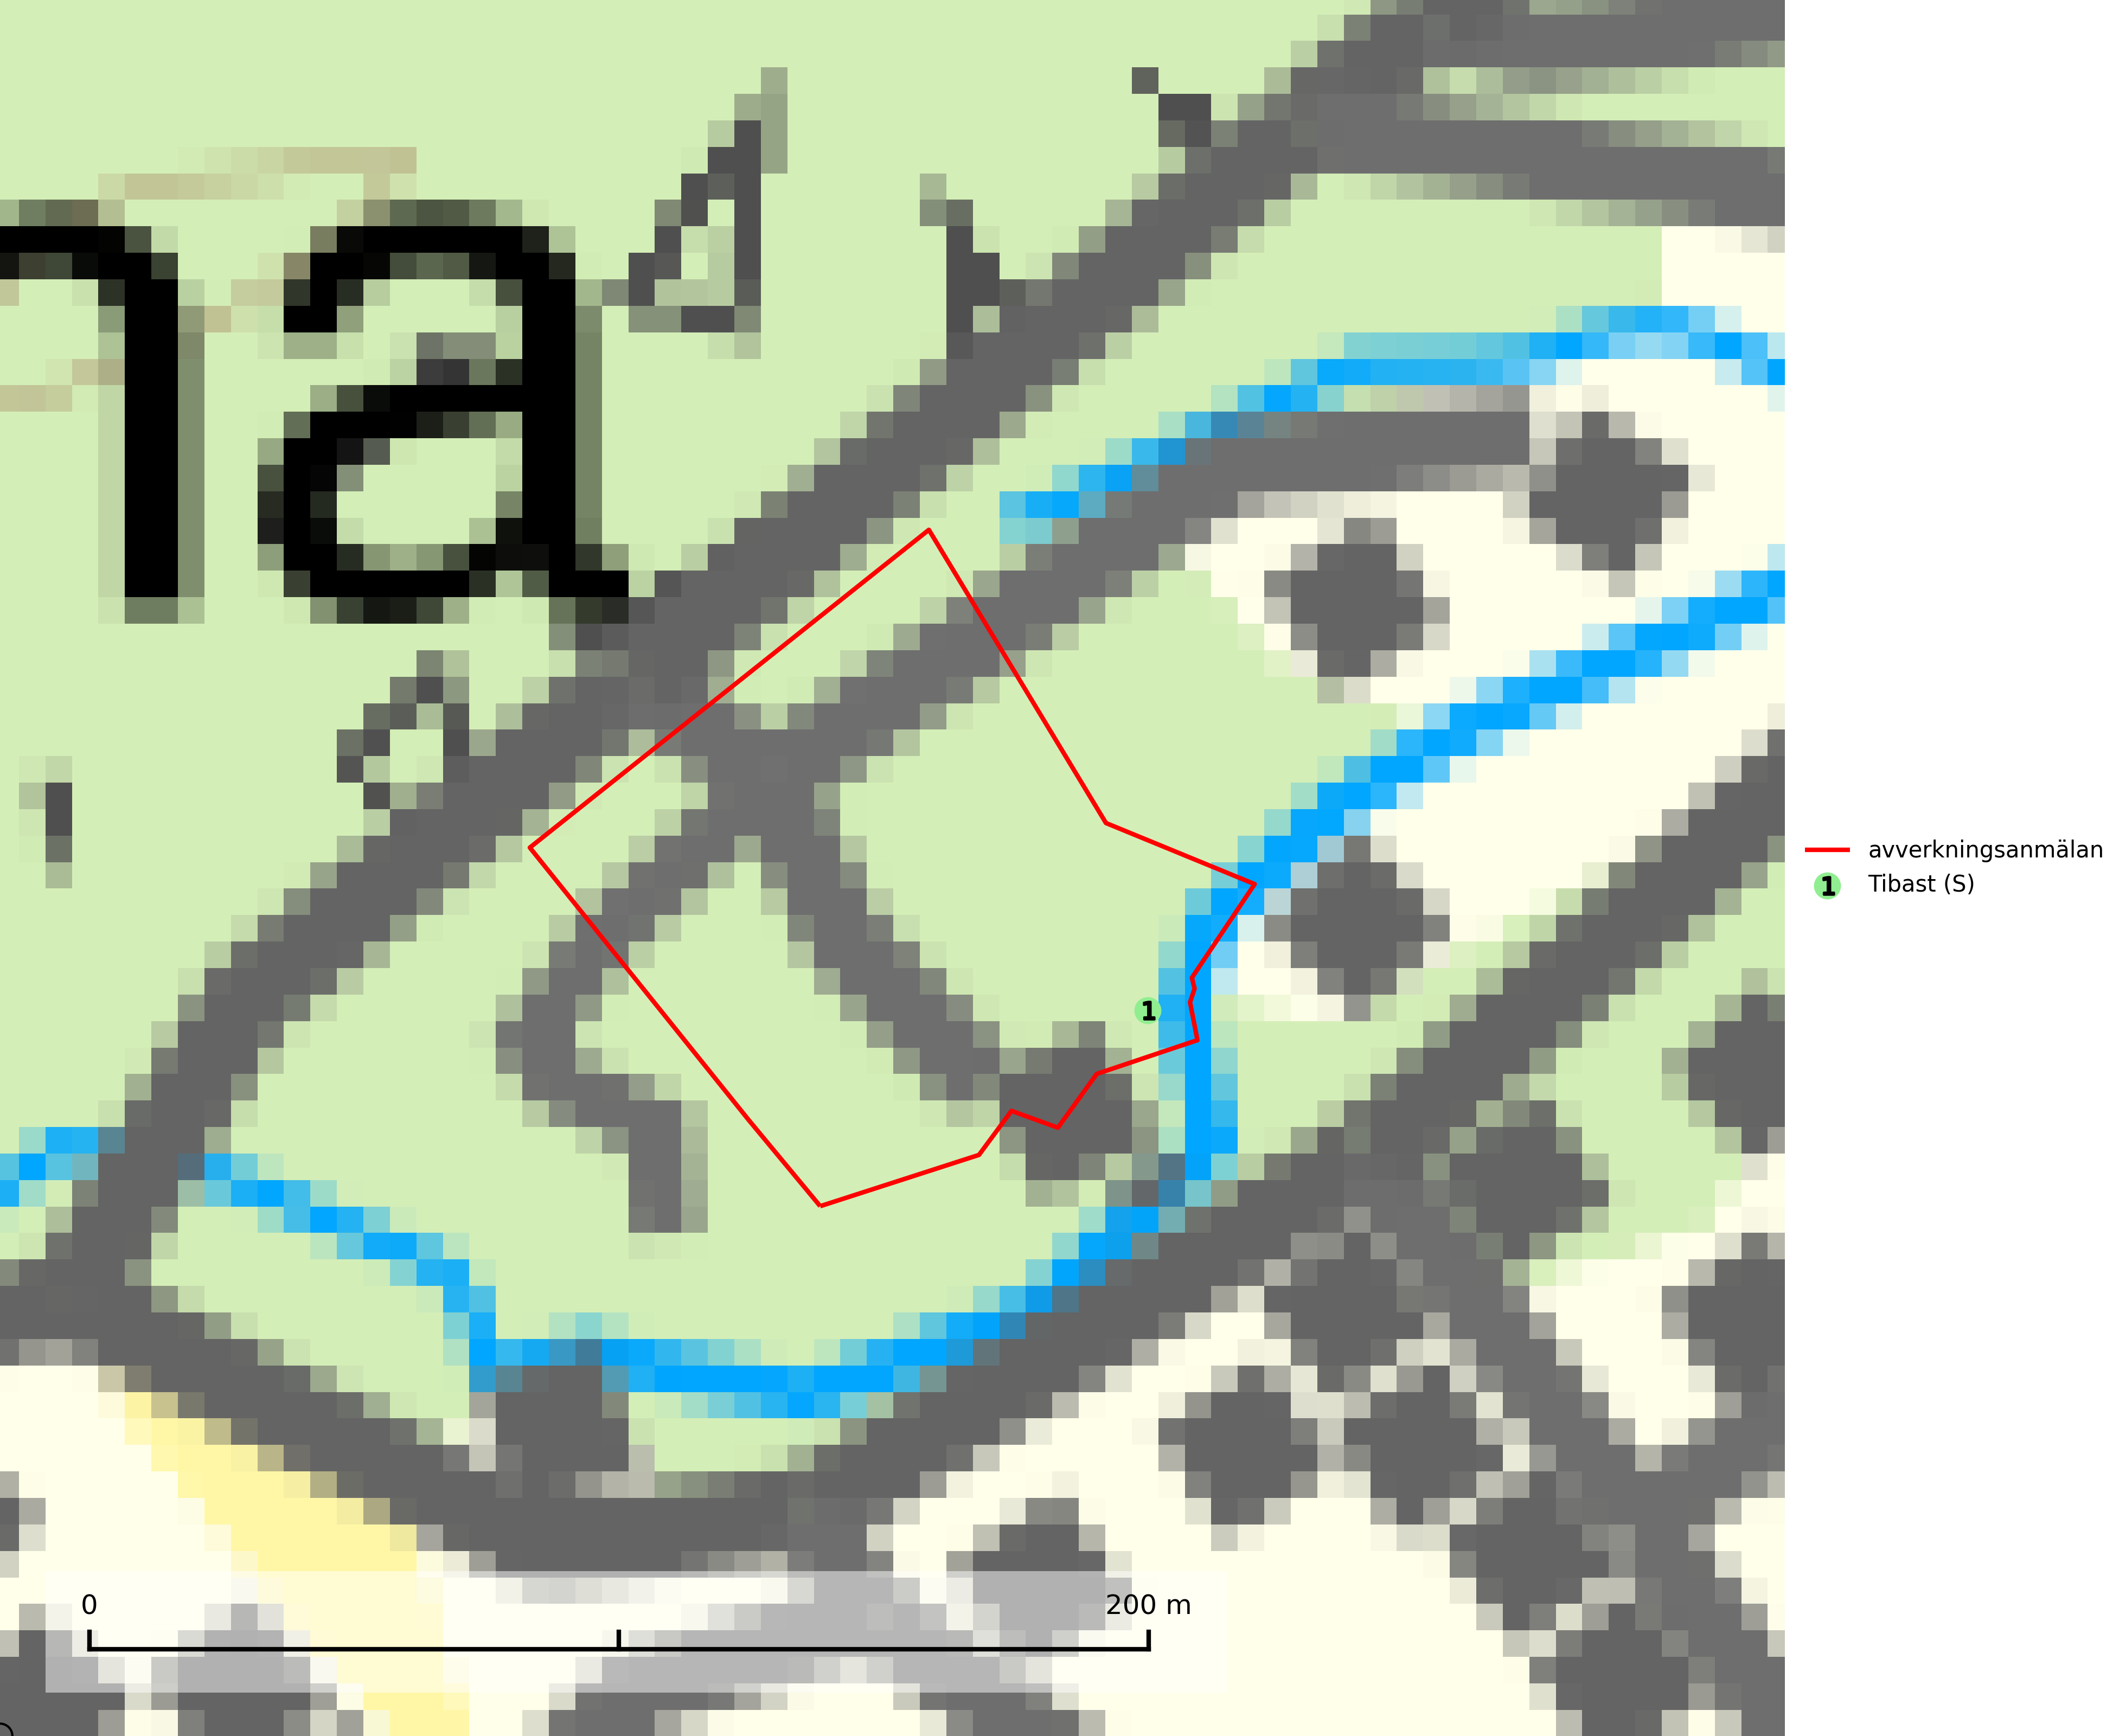 na
1
avverkningsanmälan
1 Tibast (S)
0 200 m